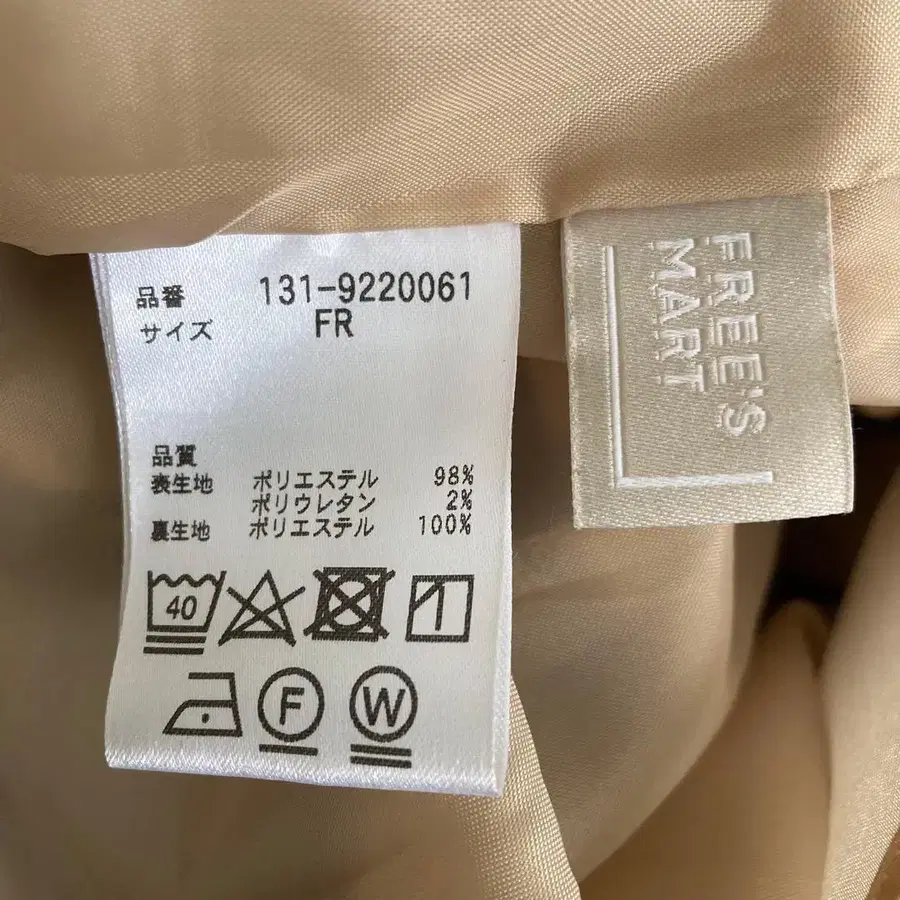 品番 131-9220061
サイズ FR
品質
表生地 ポリエステル 98%
ポリウレタン 2%
裏生地 ポリエステル 100%
40
F W
FREE'S
MART